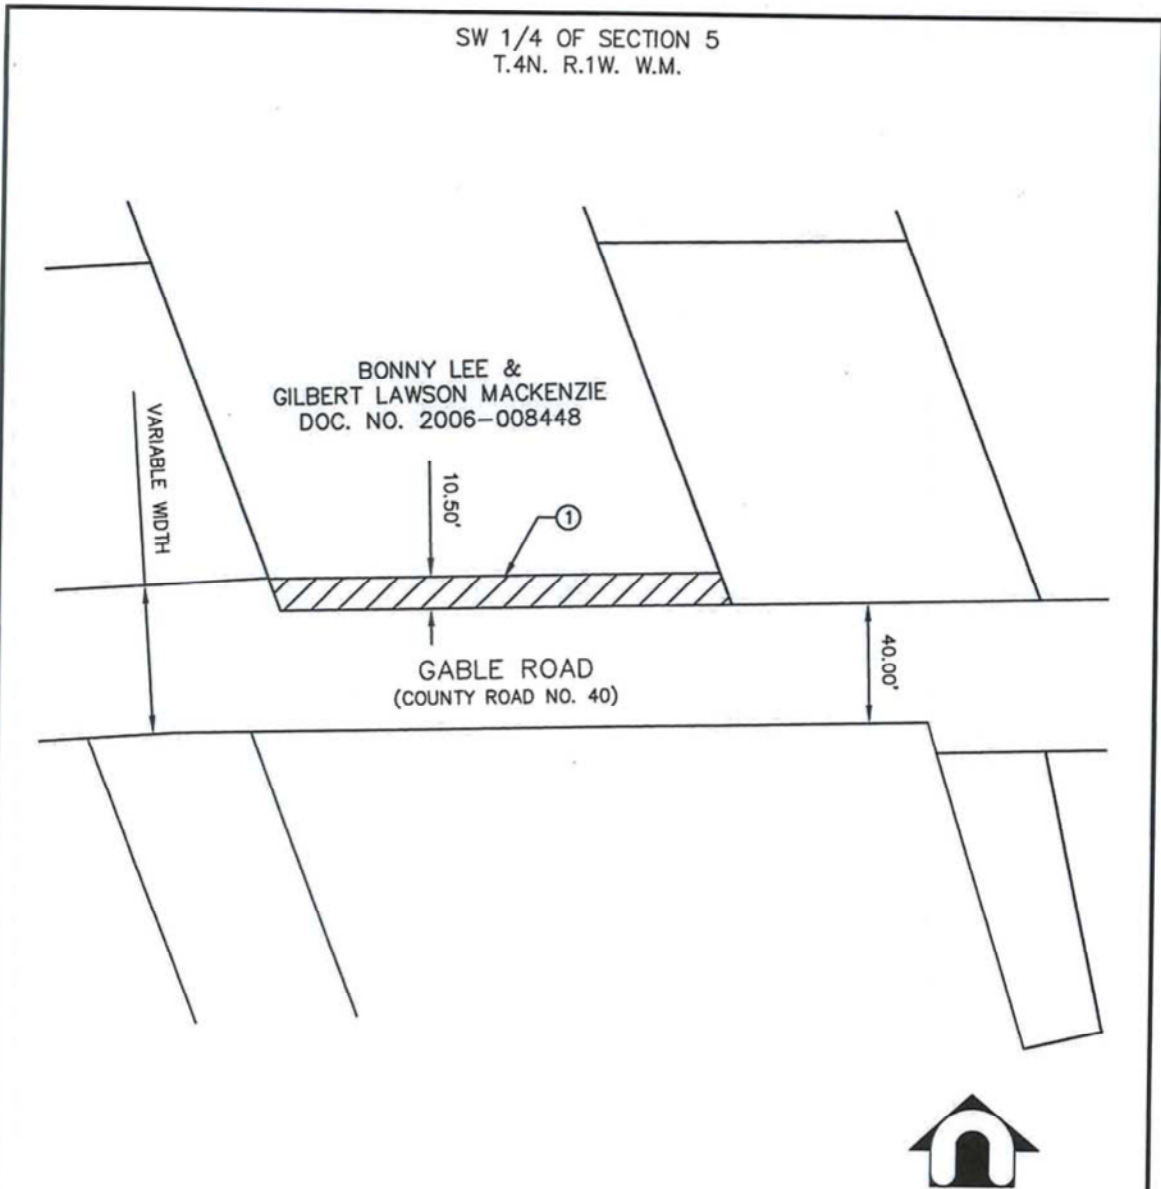 SW 1/4 OF SECTION 5
T.4N. R.1W. W.M.
BONNY LEE &
GILBERT LAWSON MACKENZIE
DOC. NO. 2006-008448
VARIABLE WIDTH
10.50'
1
GABLE ROAD
(COUNTY ROAD NO. 40)
40.00'